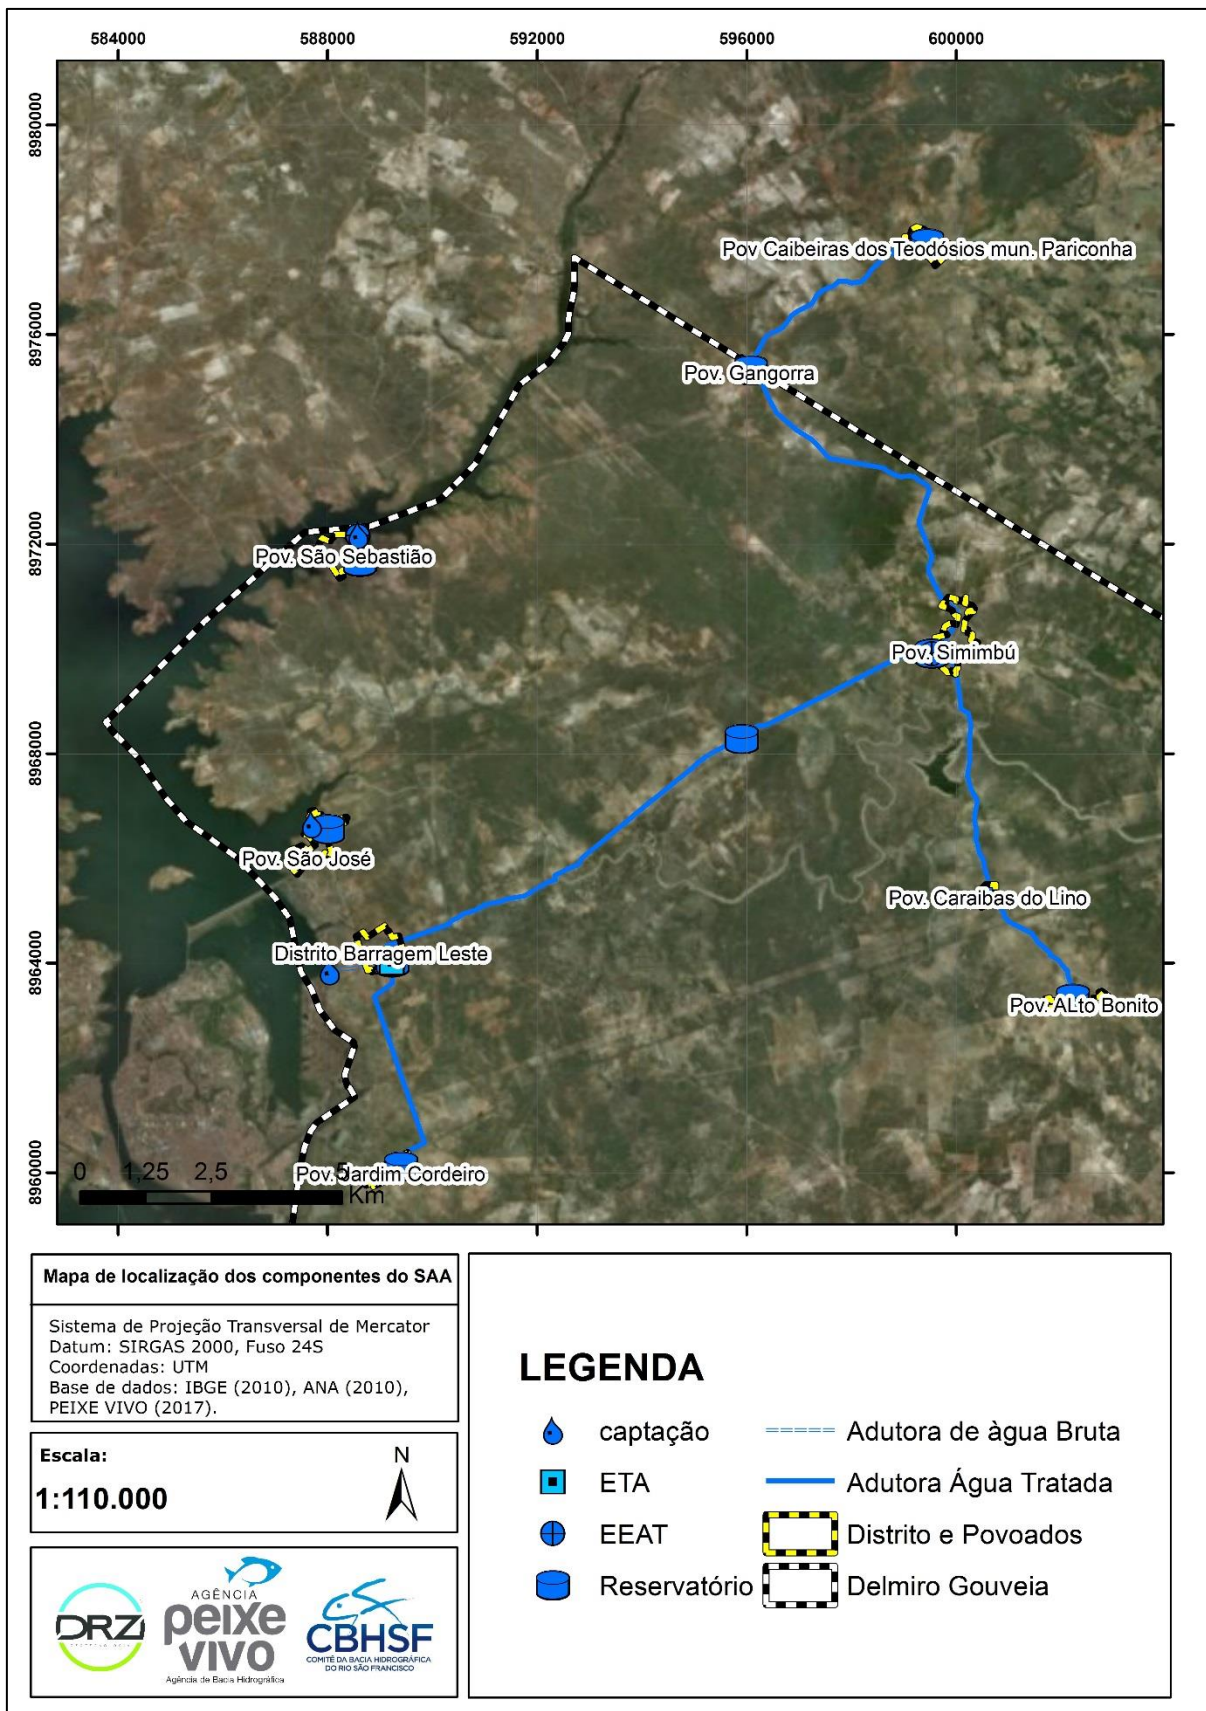 584000 588000 592000 596000 600000
8980000
8976000
8972000
8968000
8964000
8960000
Pov Caibeiras dos Teodósios mun. Pariconha
Pov. Gangorra
Pov. São Sebastião
Pov. Simimbú
Pov. São José
Pov. Caraíbas do Lino
Distrito Barragem Leste
Pov. ALto Bonito
Pov. Jardim Cordeiro
0 1,25 2,5 5
Km
Mapa de localização dos componentes do SAA
Sistema de Projeção Transversal de Mercator
Datum: SIRGAS 2000, Fuso 24S
Coordenadas: UTM
Base de dados: IBGE (2010), ANA (2010),
PEIXE VIVO (2017).
Escala:
1:110.000
N
DRZ
AGÊNCIA
peixe
vivo
Agência de Bacia Hidrográfica
CBHSF
COMITÊ DA BACIA HIDROGRÁFICA
DO RIO SÃO FRANCISCO
LEGENDA
captação
ETA
EEAT
Reservatório
Adutora de àgua Bruta
Adutora Água Tratada
Distrito e Povoados
Delmiro Gouveia